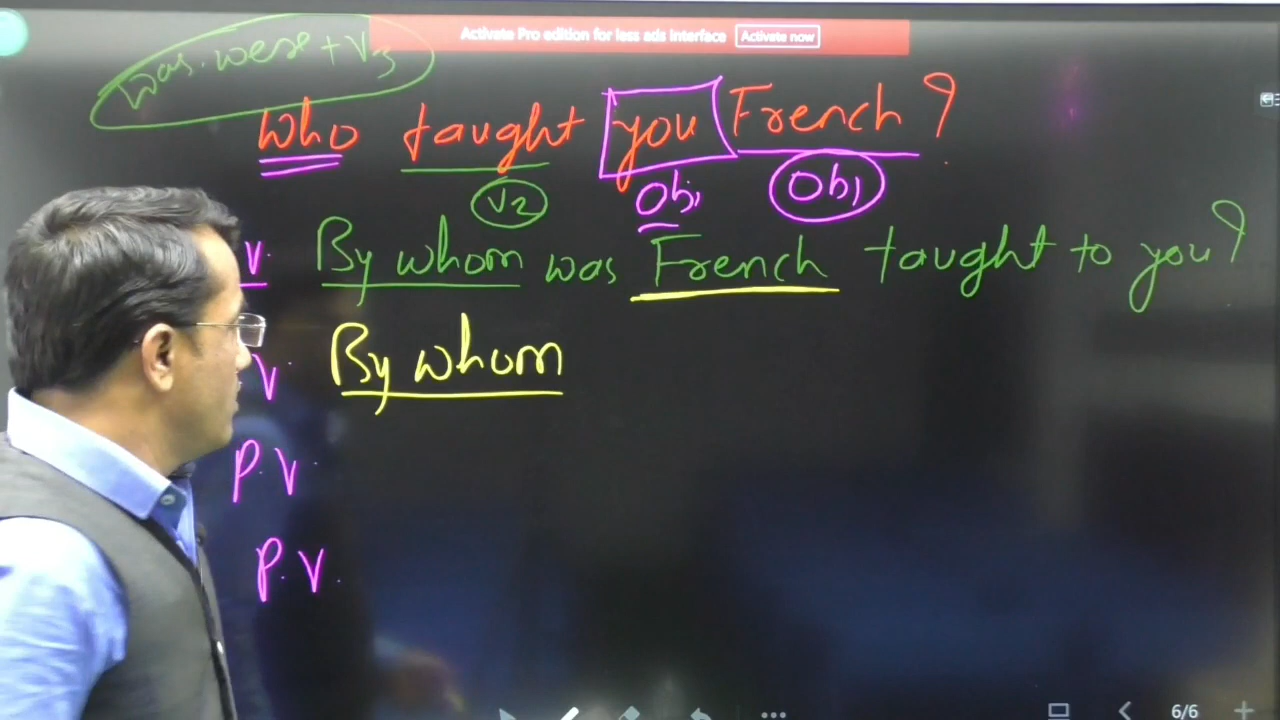 Activate Pro edition for less ads interface Activate now
was.were + V3
Who taught you French?
V2 Obj Obj
V. By whom was French taught to you?
V. By whom
P.V.
P.V.
6/6